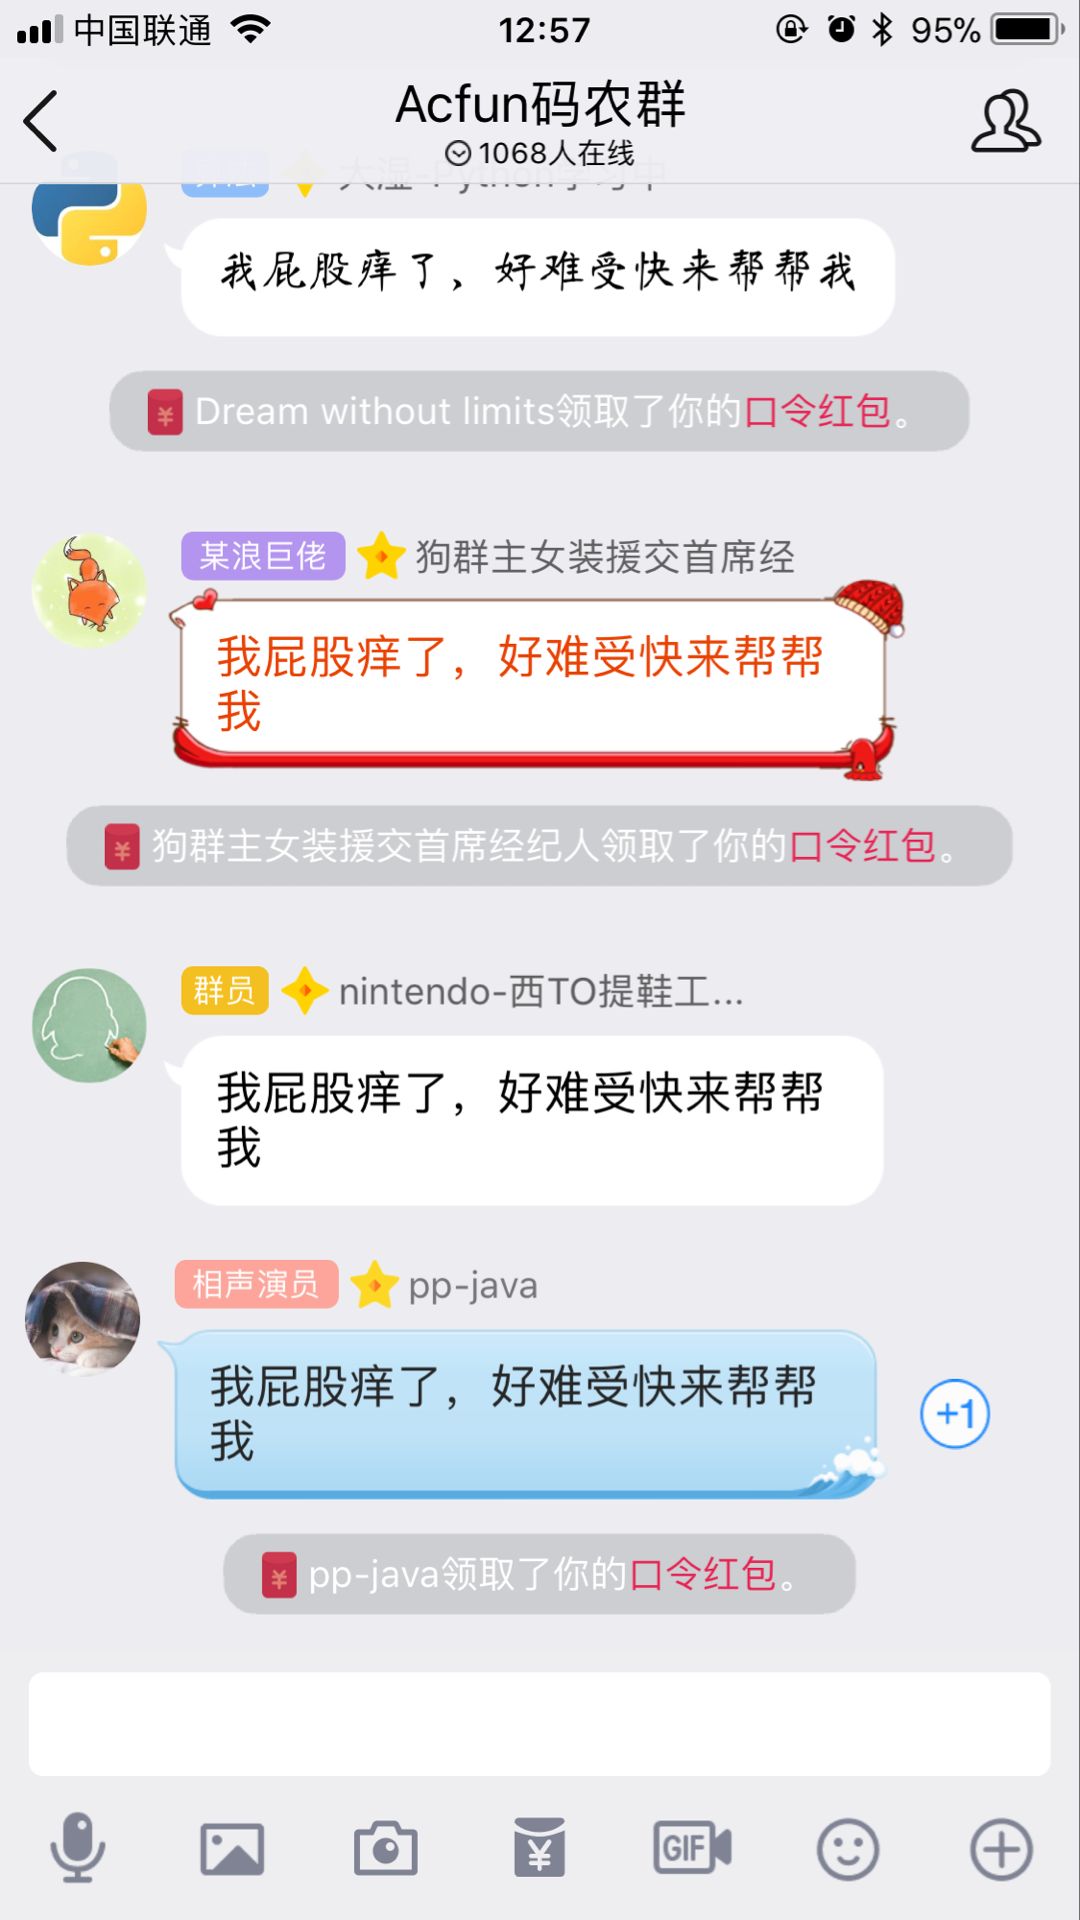 中国联通 12:57 95%
Acfun码农群
1068人在线
大湿-Python学习中
我屁股痒了，好难受快来帮帮我
Dream without limits领取了你的口令红包。
某浪巨佬 狗群主女装援交首席经
我屁股痒了，好难受快来帮帮
我
狗群主女装援交首席经纪人领取了你的口令红包。
群员 nintendo-西TO提鞋工...
我屁股痒了，好难受快来帮帮
我
相声演员 pp-java
我屁股痒了，好难受快来帮帮
我
+1
pp-java领取了你的口令红包。
GIF